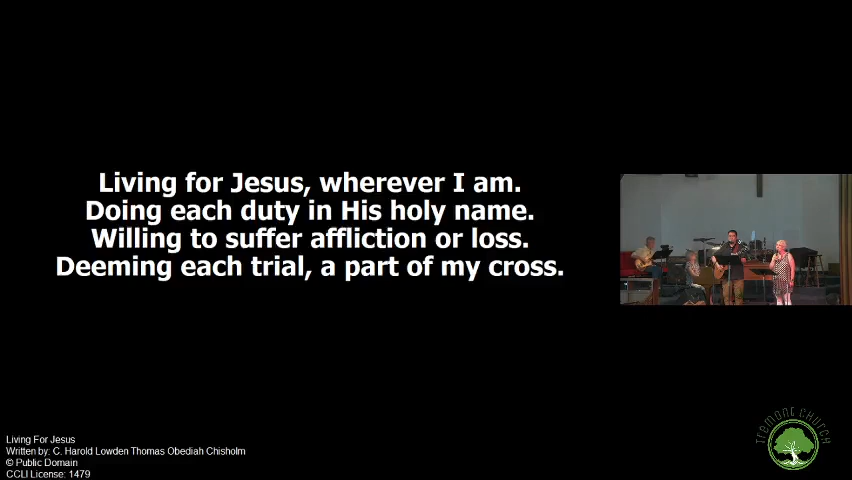 Living for Jesus, wherever I am.
Doing each duty in His holy name.
Willing to suffer affliction or loss.
Deeming each trial, a part of my cross.
Living For Jesus
Written by: C. Harold Lowden Thomas Obediah Chisholm
© Public Domain
CCLI License: 1479
TREMONT CHURCH